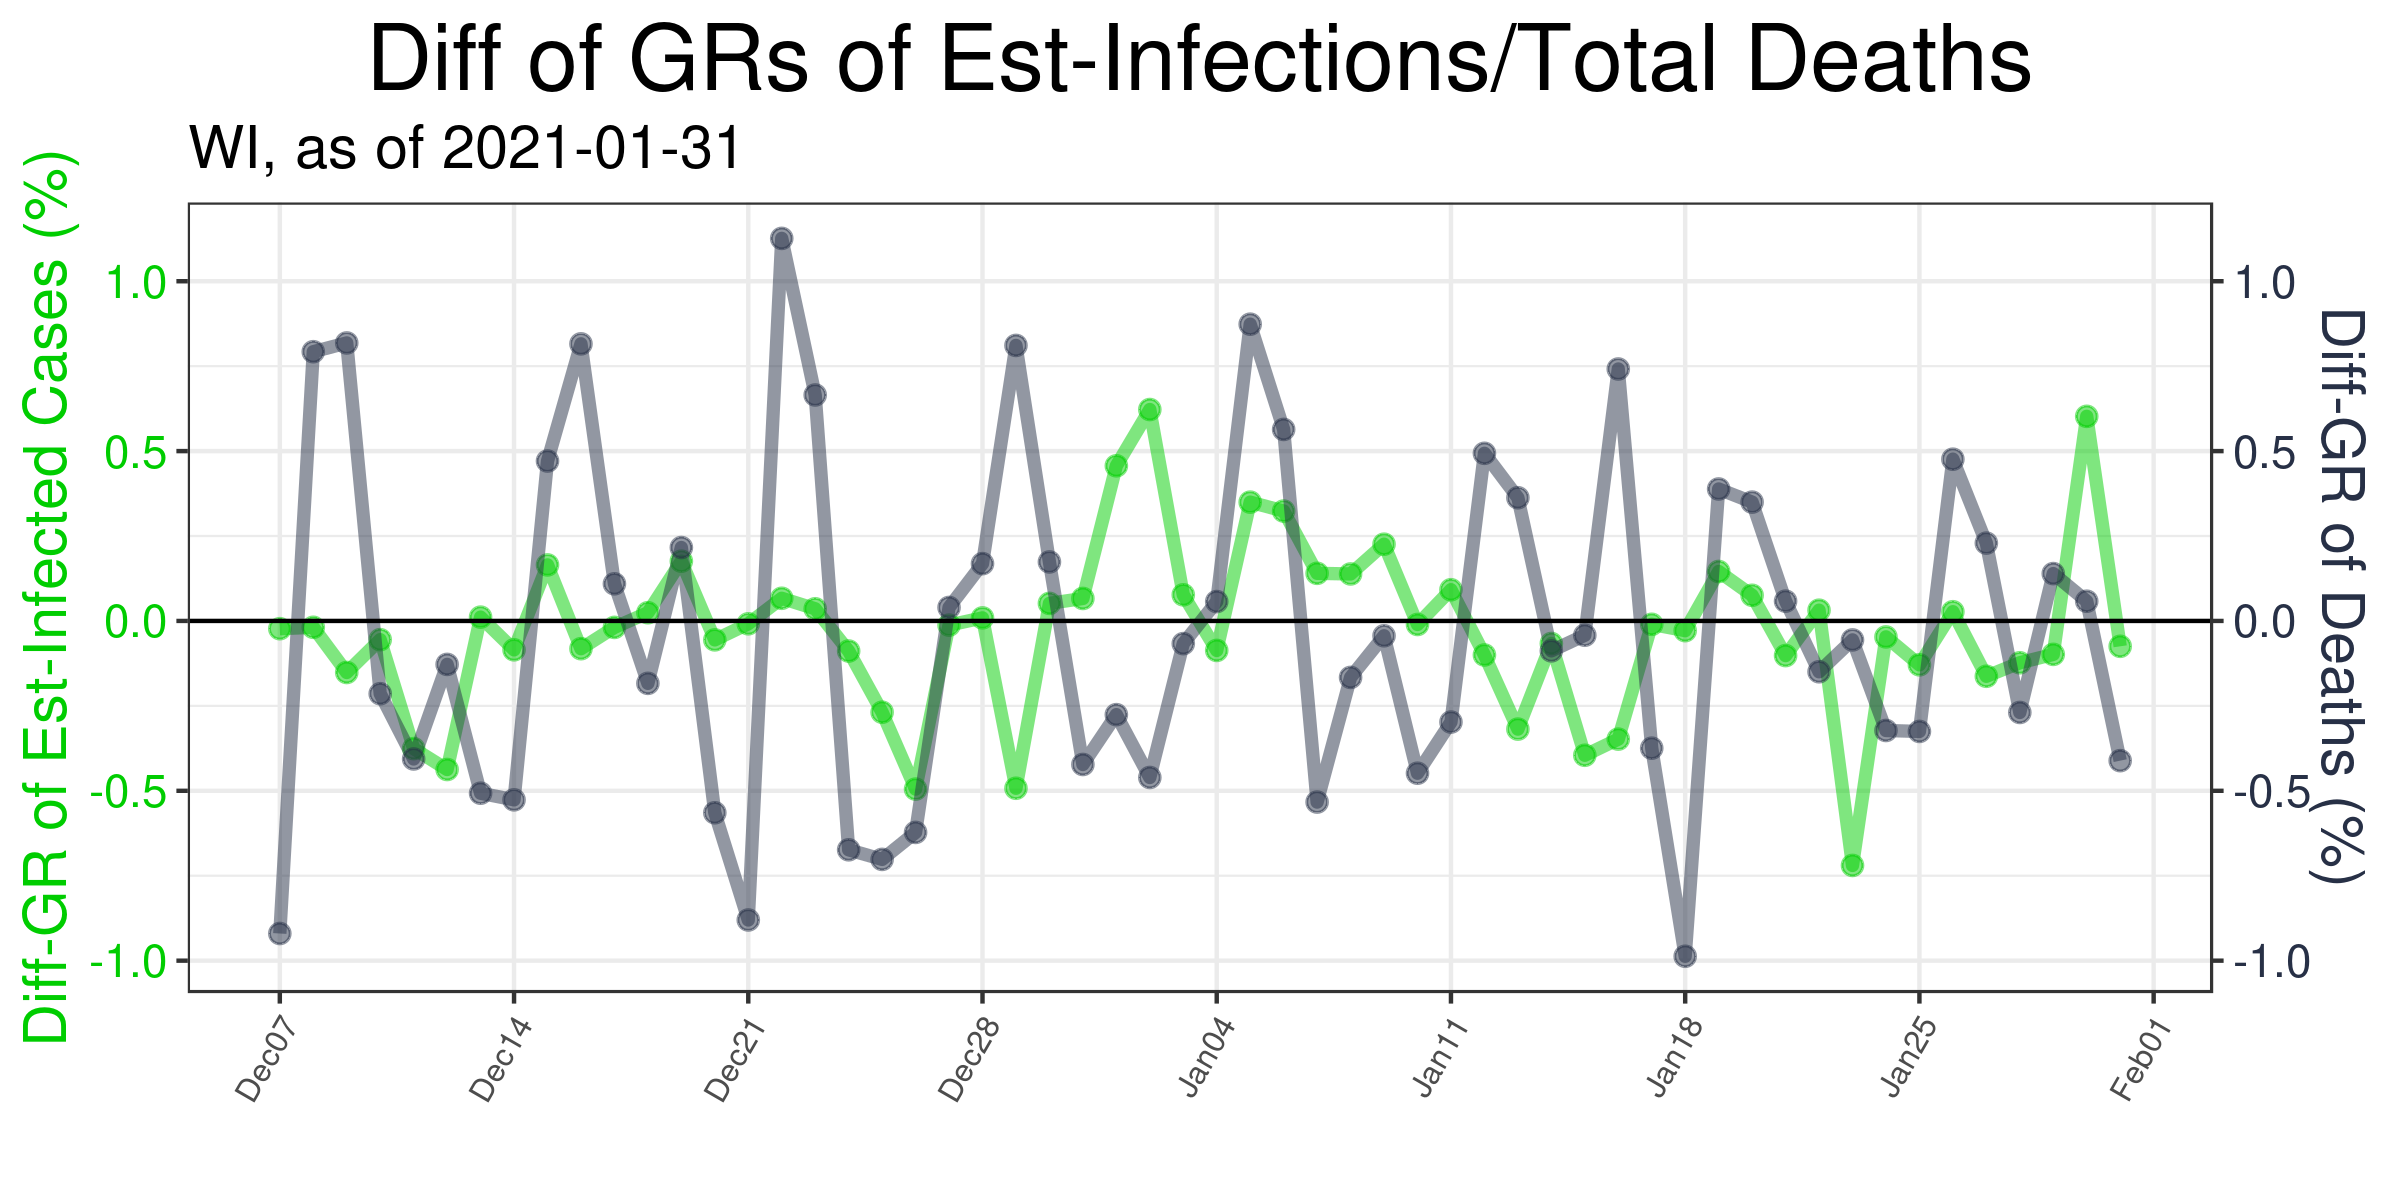 Diff of GRs of Est-Infections/Total Deaths
WI, as of 2021-01-31
Diff-GR of Est-Infected Cases (%)
1.0
0.5
0.0
-0.5
-1.0
1.0
0.5
0.0
-0.5
-1.0
Diff-GR of Deaths (%)
Dec07
Dec14
Dec21
Dec28
Jan04
Jan11
Jan18
Jan25
Feb01